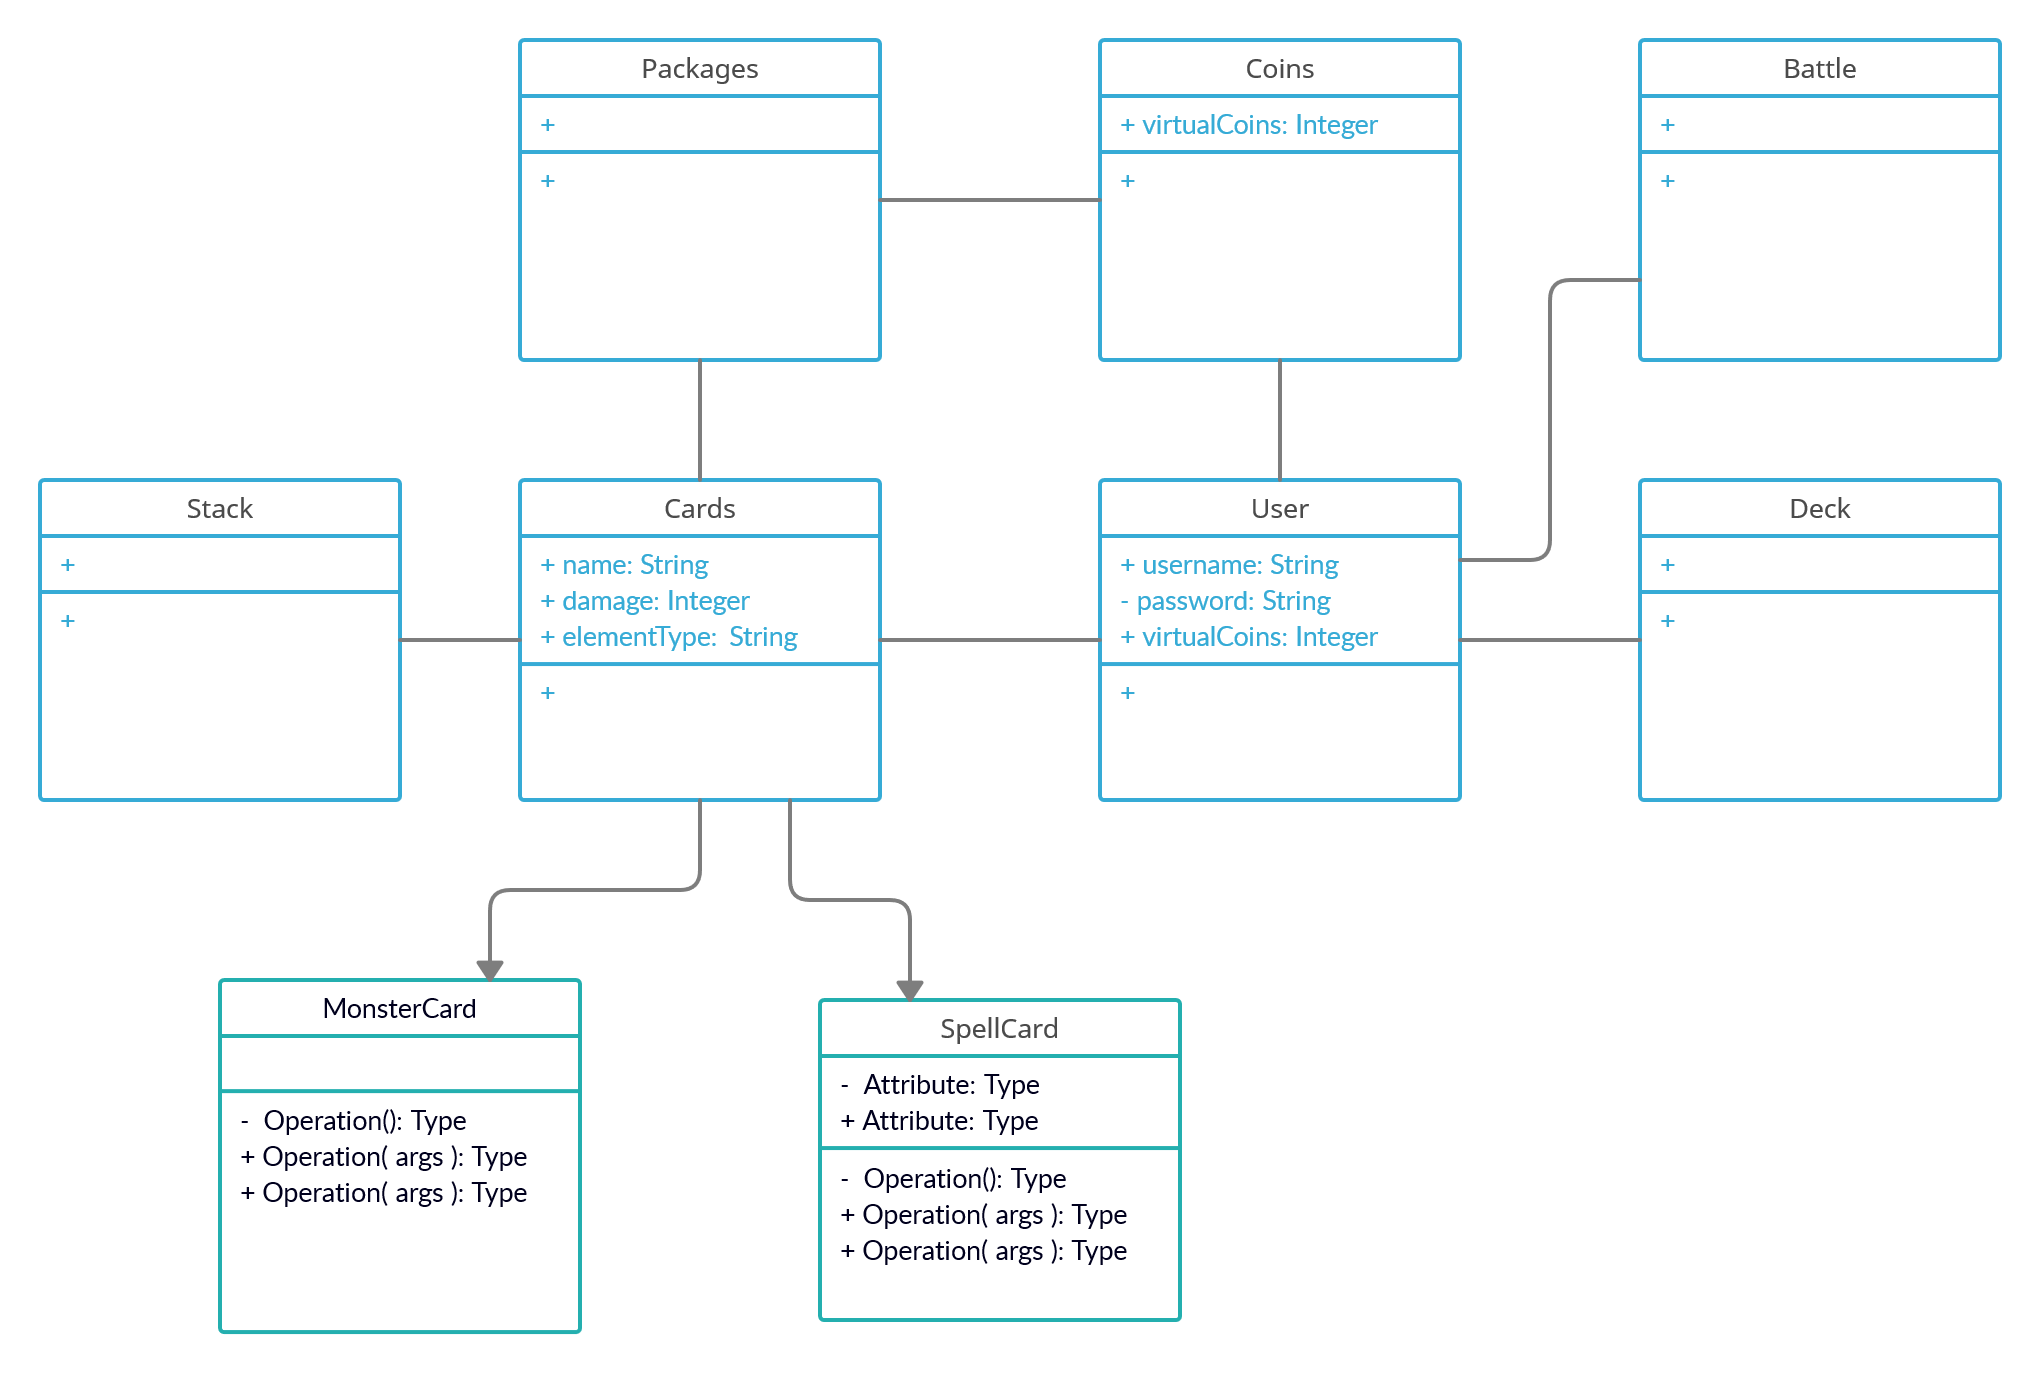 Packages
+
+
Coins
+ virtualCoins: Integer
+
Battle
+
+
Stack
+
+
Cards
+ name: String
+ damage: Integer
+ elementType:  String
+
User
+ username: String
- password: String
+ virtualCoins: Integer
+
Deck
+
+
MonsterCard
-  Operation(): Type
+ Operation( args ): Type
+ Operation( args ): Type
SpellCard
-  Attribute: Type
+ Attribute: Type
-  Operation(): Type
+ Operation( args ): Type
+ Operation( args ): Type